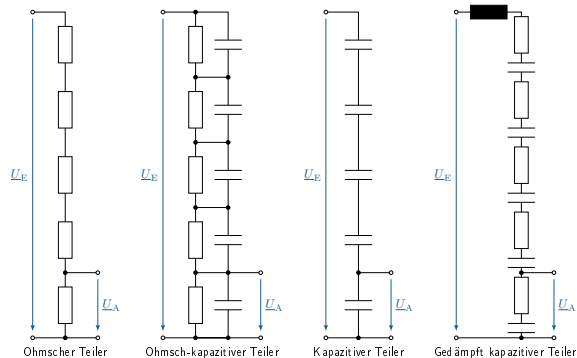 U_E
U_E
U_E
U_E
U_A
U_A
U_A
U_A
Ohmscher Teiler
Ohmsch-kapazitiver Teiler
Kapazitiver Teiler
Gedämpft kapazitiver Teiler